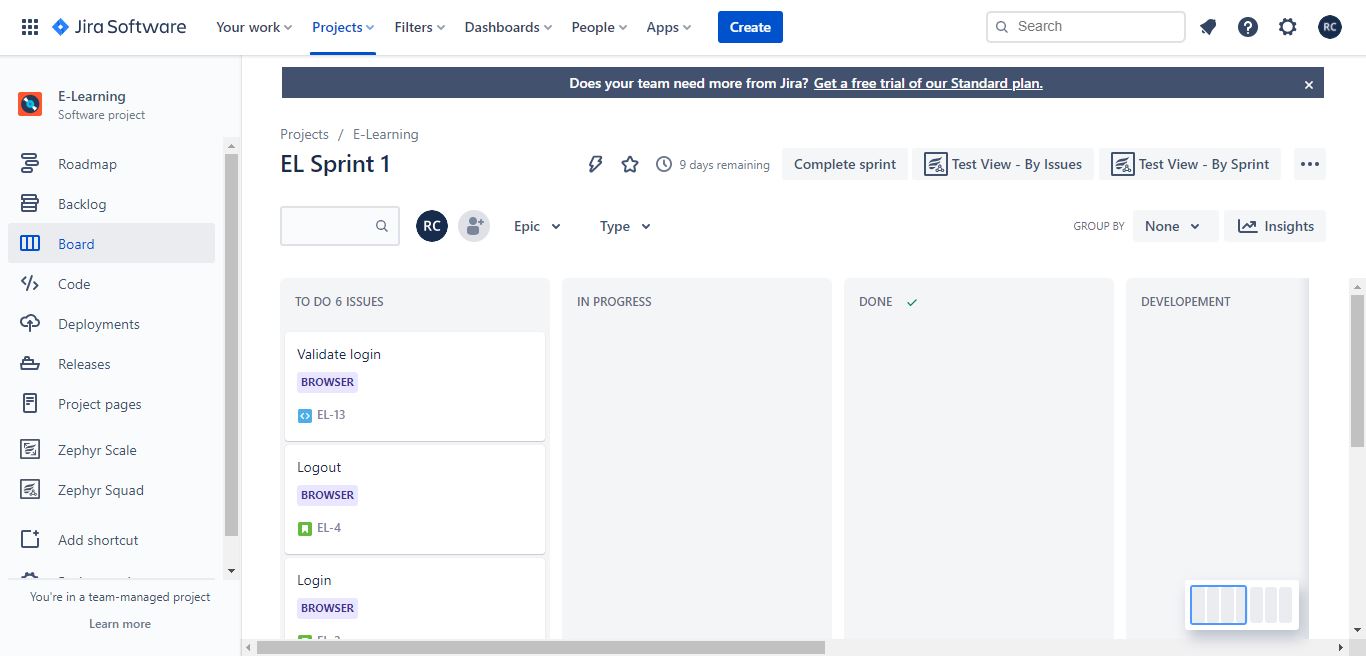 Jira Software
Your work
Projects
Filters
Dashboards
People
Apps
Create
Search
RC
Does your team need more from Jira? Get a free trial of our Standard plan.
E-Learning
Software project
Roadmap
Backlog
Board
Code
Deployments
Releases
Project pages
Zephyr Scale
Zephyr Squad
Add shortcut
You're in a team-managed project
Learn more
Projects / E-Learning
EL Sprint 1
9 days remaining
Complete sprint
Test View - By Issues
Test View - By Sprint
RC
Epic
Type
GROUP BY
None
Insights
TO DO 6 ISSUES
IN PROGRESS
DONE
DEVELOPEMENT
Validate login
BROWSER
EL-13
Logout
BROWSER
EL-4
Login
BROWSER